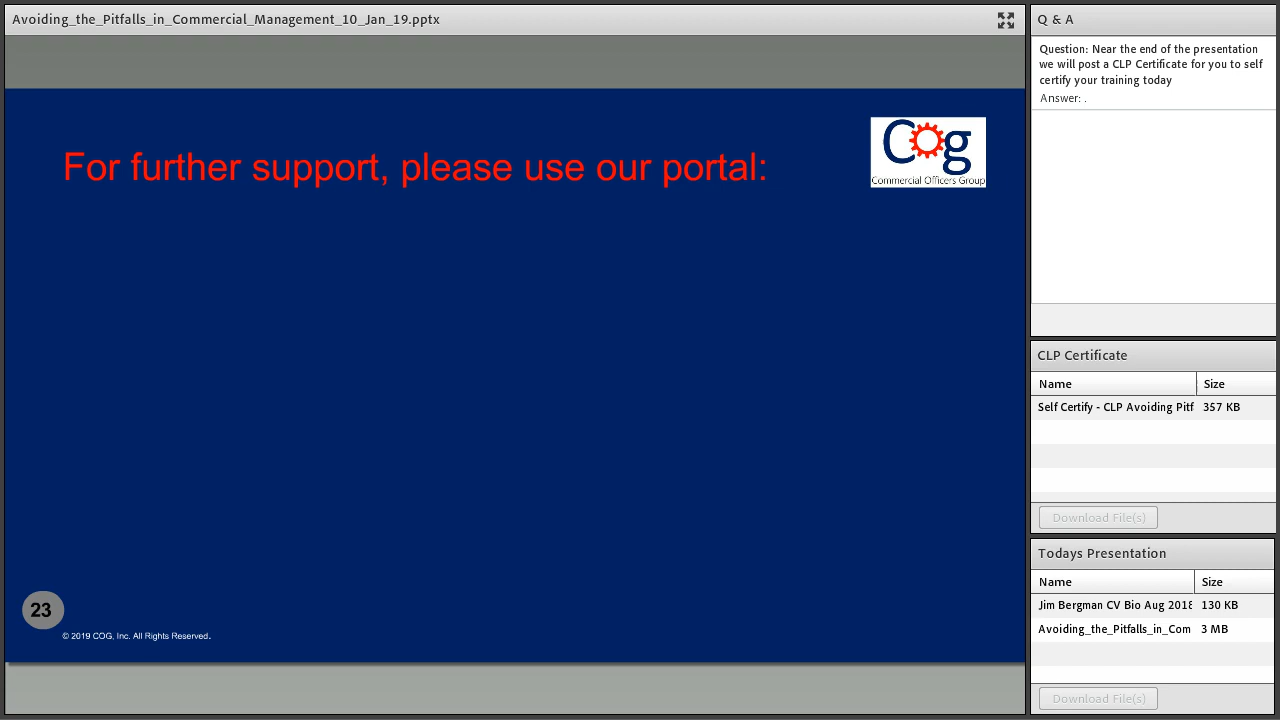 Avoiding_the_Pitfalls_in_Commercial_Management_10_Jan_19.pptx
For further support, please use our portal:
Cog
Commercial Officers Group
23
© 2019 COG, Inc. All Rights Reserved.
Q & A
Question: Near the end of the presentation
we will post a CLP Certificate for you to self
certify your training today
Answer: .
CLP Certificate
Name Size
Self Certify - CLP Avoiding Pitf 357 KB
Download File(s)
Todays Presentation
Name Size
Jim Bergman CV Bio Aug 2018 130 KB
Avoiding_the_Pitfalls_in_Com 3 MB
Download File(s)